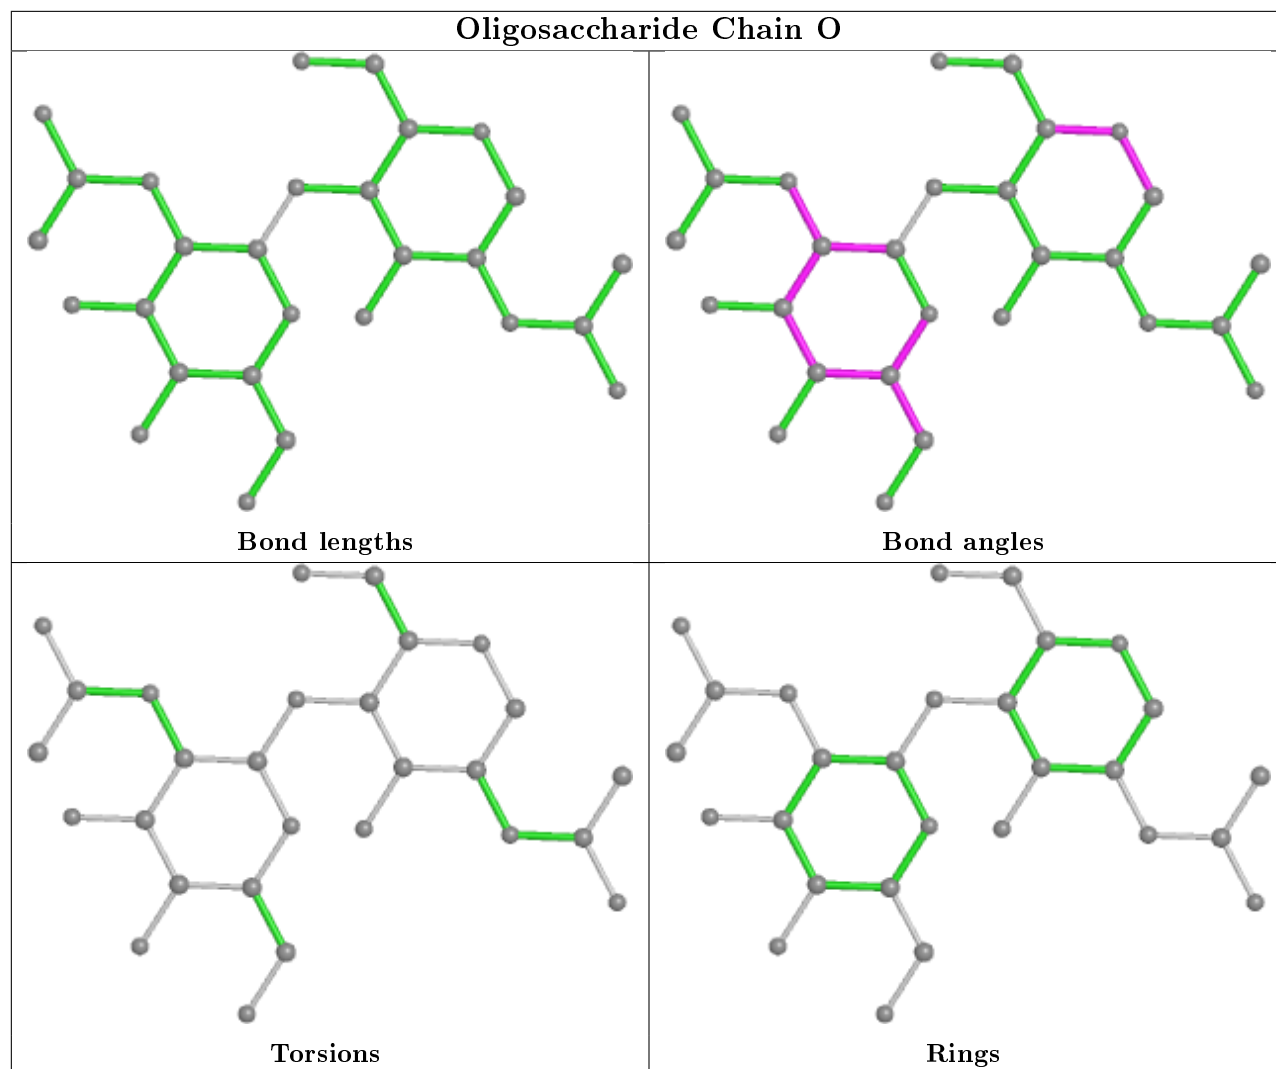 Oligosaccharide Chain O
Bond lengths
Bond angles
Torsions
Rings